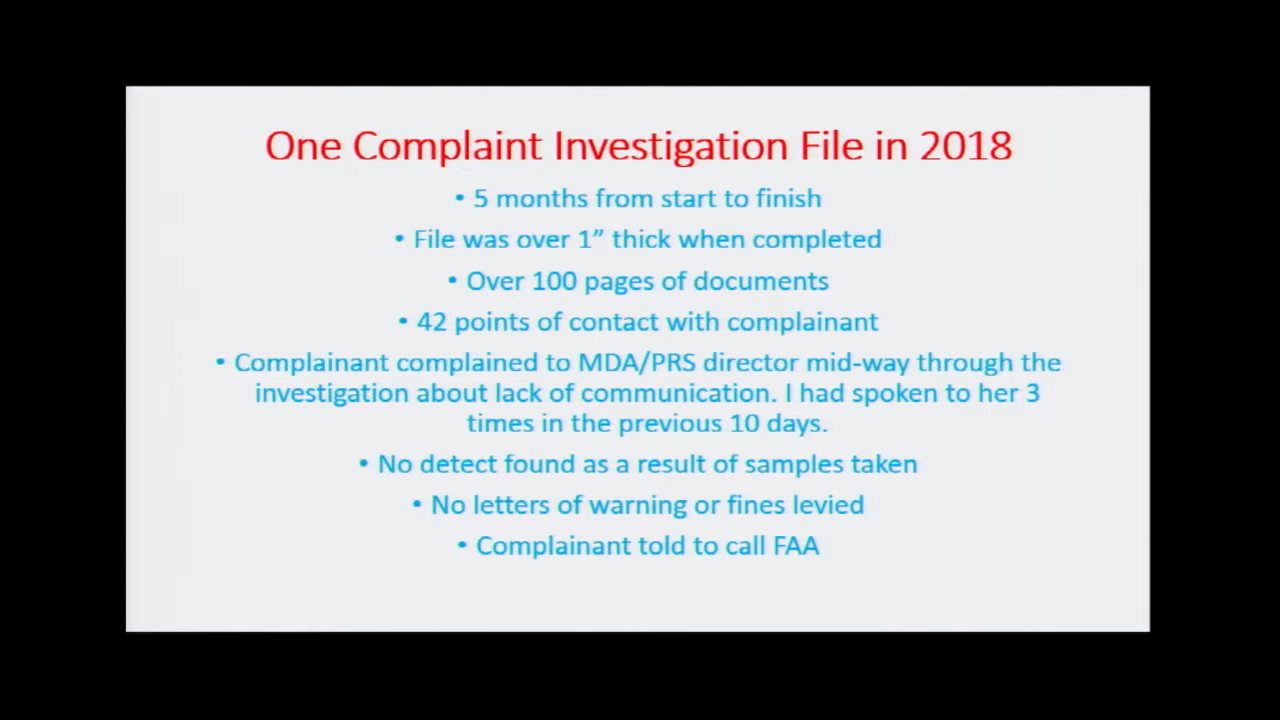 One Complaint Investigation File in 2018
• 5 months from start to finish
• File was over 1” thick when completed
• Over 100 pages of documents
• 42 points of contact with complainant
• Complainant complained to MDA/PRS director mid-way through the
investigation about lack of communication. I had spoken to her 3
times in the previous 10 days.
• No detect found as a result of samples taken
• No letters of warning or fines levied
• Complainant told to call FAA